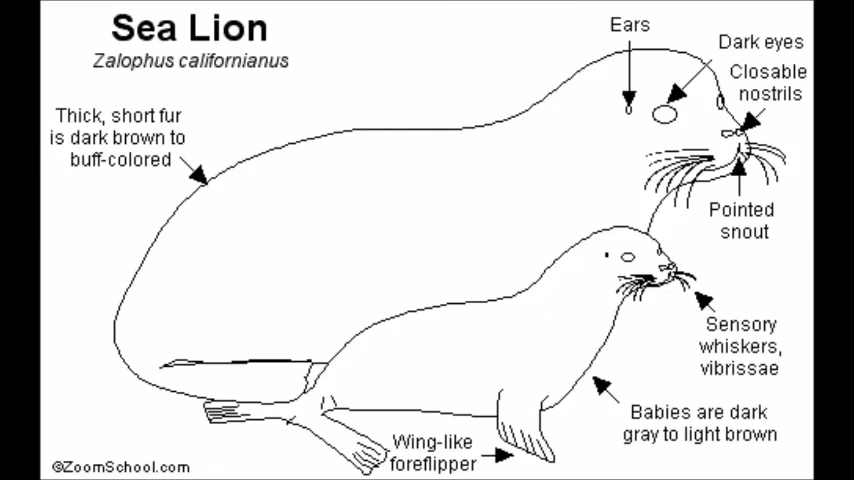 Sea Lion
Zalophus californianus
Ears
Dark eyes
Closable
nostrils
Thick, short fur
is dark brown to
buff-colored
Pointed
snout
Sensory
whiskers,
vibrissae
Babies are dark
gray to light brown
Wing-like
foreflipper
©ZoomSchool.com